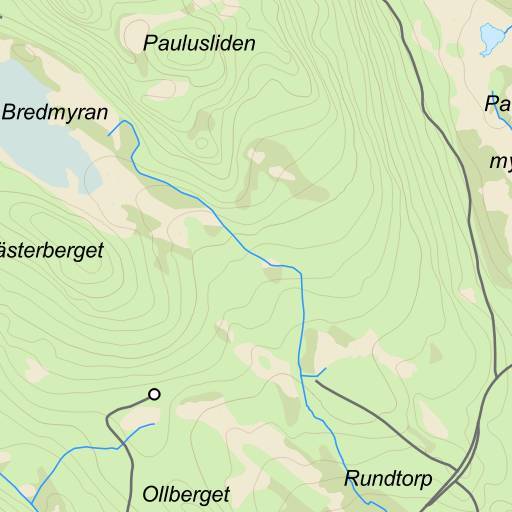 Paulusliden
Bredmyran
ästerberget
Ollberget
Rundtorp